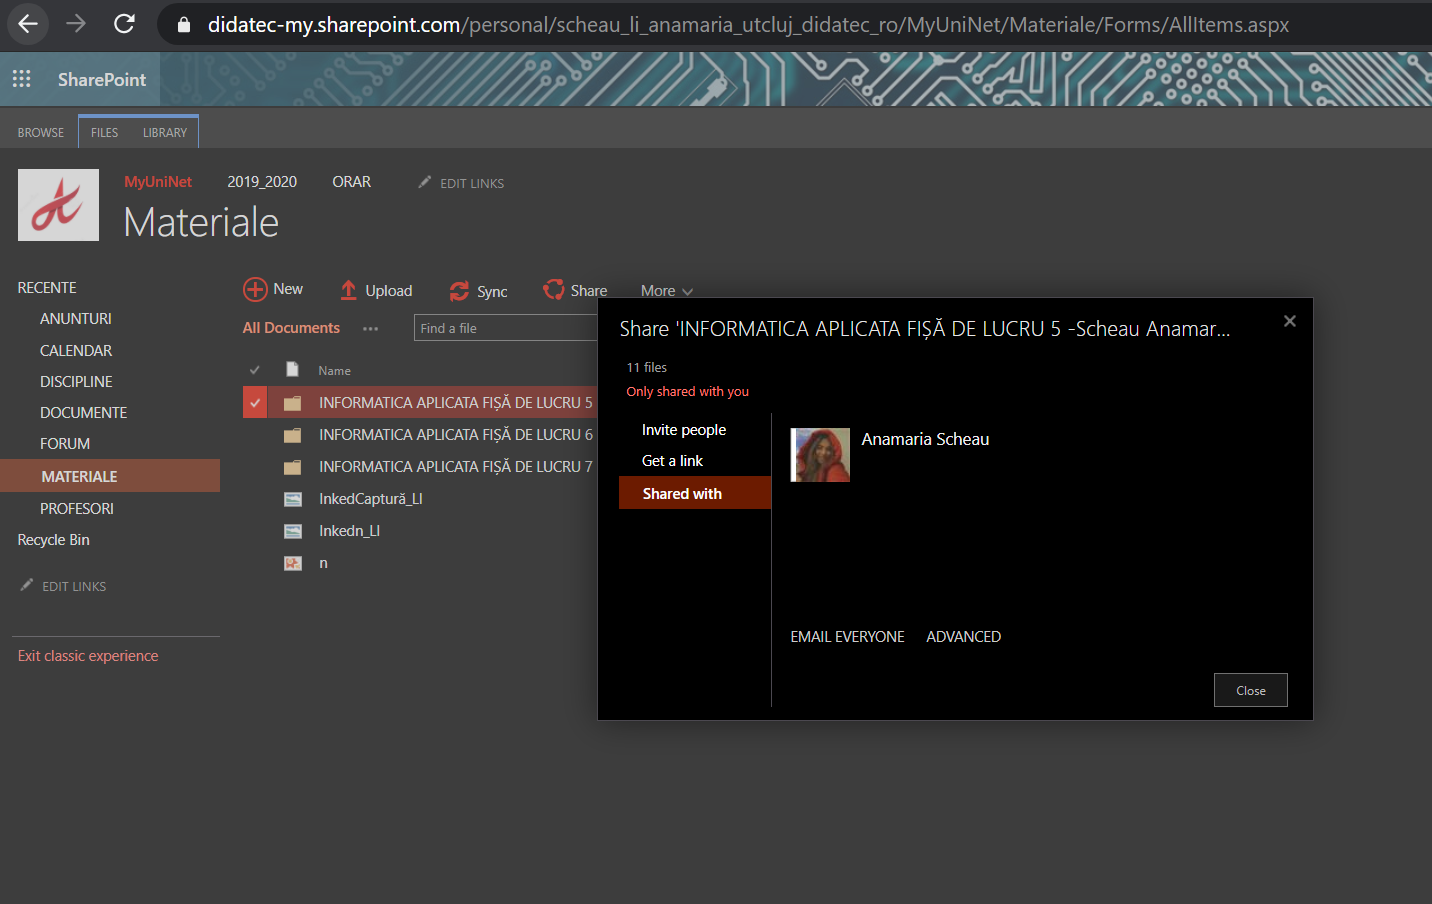 didatec-my.sharepoint.com/personal/scheau_li_anamaria_utcluj_didatec_ro/MyUniNet/Materiale/Forms/AllItems.aspx
SharePoint
BROWSE FILES LIBRARY
MyUniNet 2019_2020 ORAR EDIT LINKS
Materiale
RECENTE
ANUNTURI
CALENDAR
DISCIPLINE
DOCUMENTE
FORUM
MATERIALE
PROFESORI
Recycle Bin
EDIT LINKS
Exit classic experience
New Upload Sync Share More
All Documents ... Find a file
Name
INFORMATICA APLICATA FIȘĂ DE LUCRU 5
INFORMATICA APLICATA FIȘĂ DE LUCRU 6
INFORMATICA APLICATA FIȘĂ DE LUCRU 7
InkedCaptură_LI
Inkedn_LI
n
Share 'INFORMATICA APLICATA FIȘĂ DE LUCRU 5 -Scheau Anamar...
11 files
Only shared with you
Invite people
Get a link
Shared with
Anamaria Scheau
EMAIL EVERYONE ADVANCED
Close